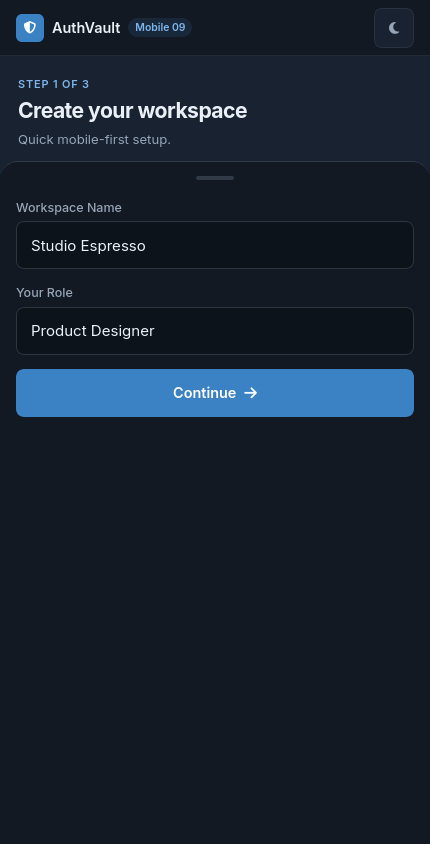 AuthVault Mobile 09
STEP 1 OF 3
Create your workspace
Quick mobile-first setup.
Workspace Name
Studio Espresso
Your Role
Product Designer
Continue →